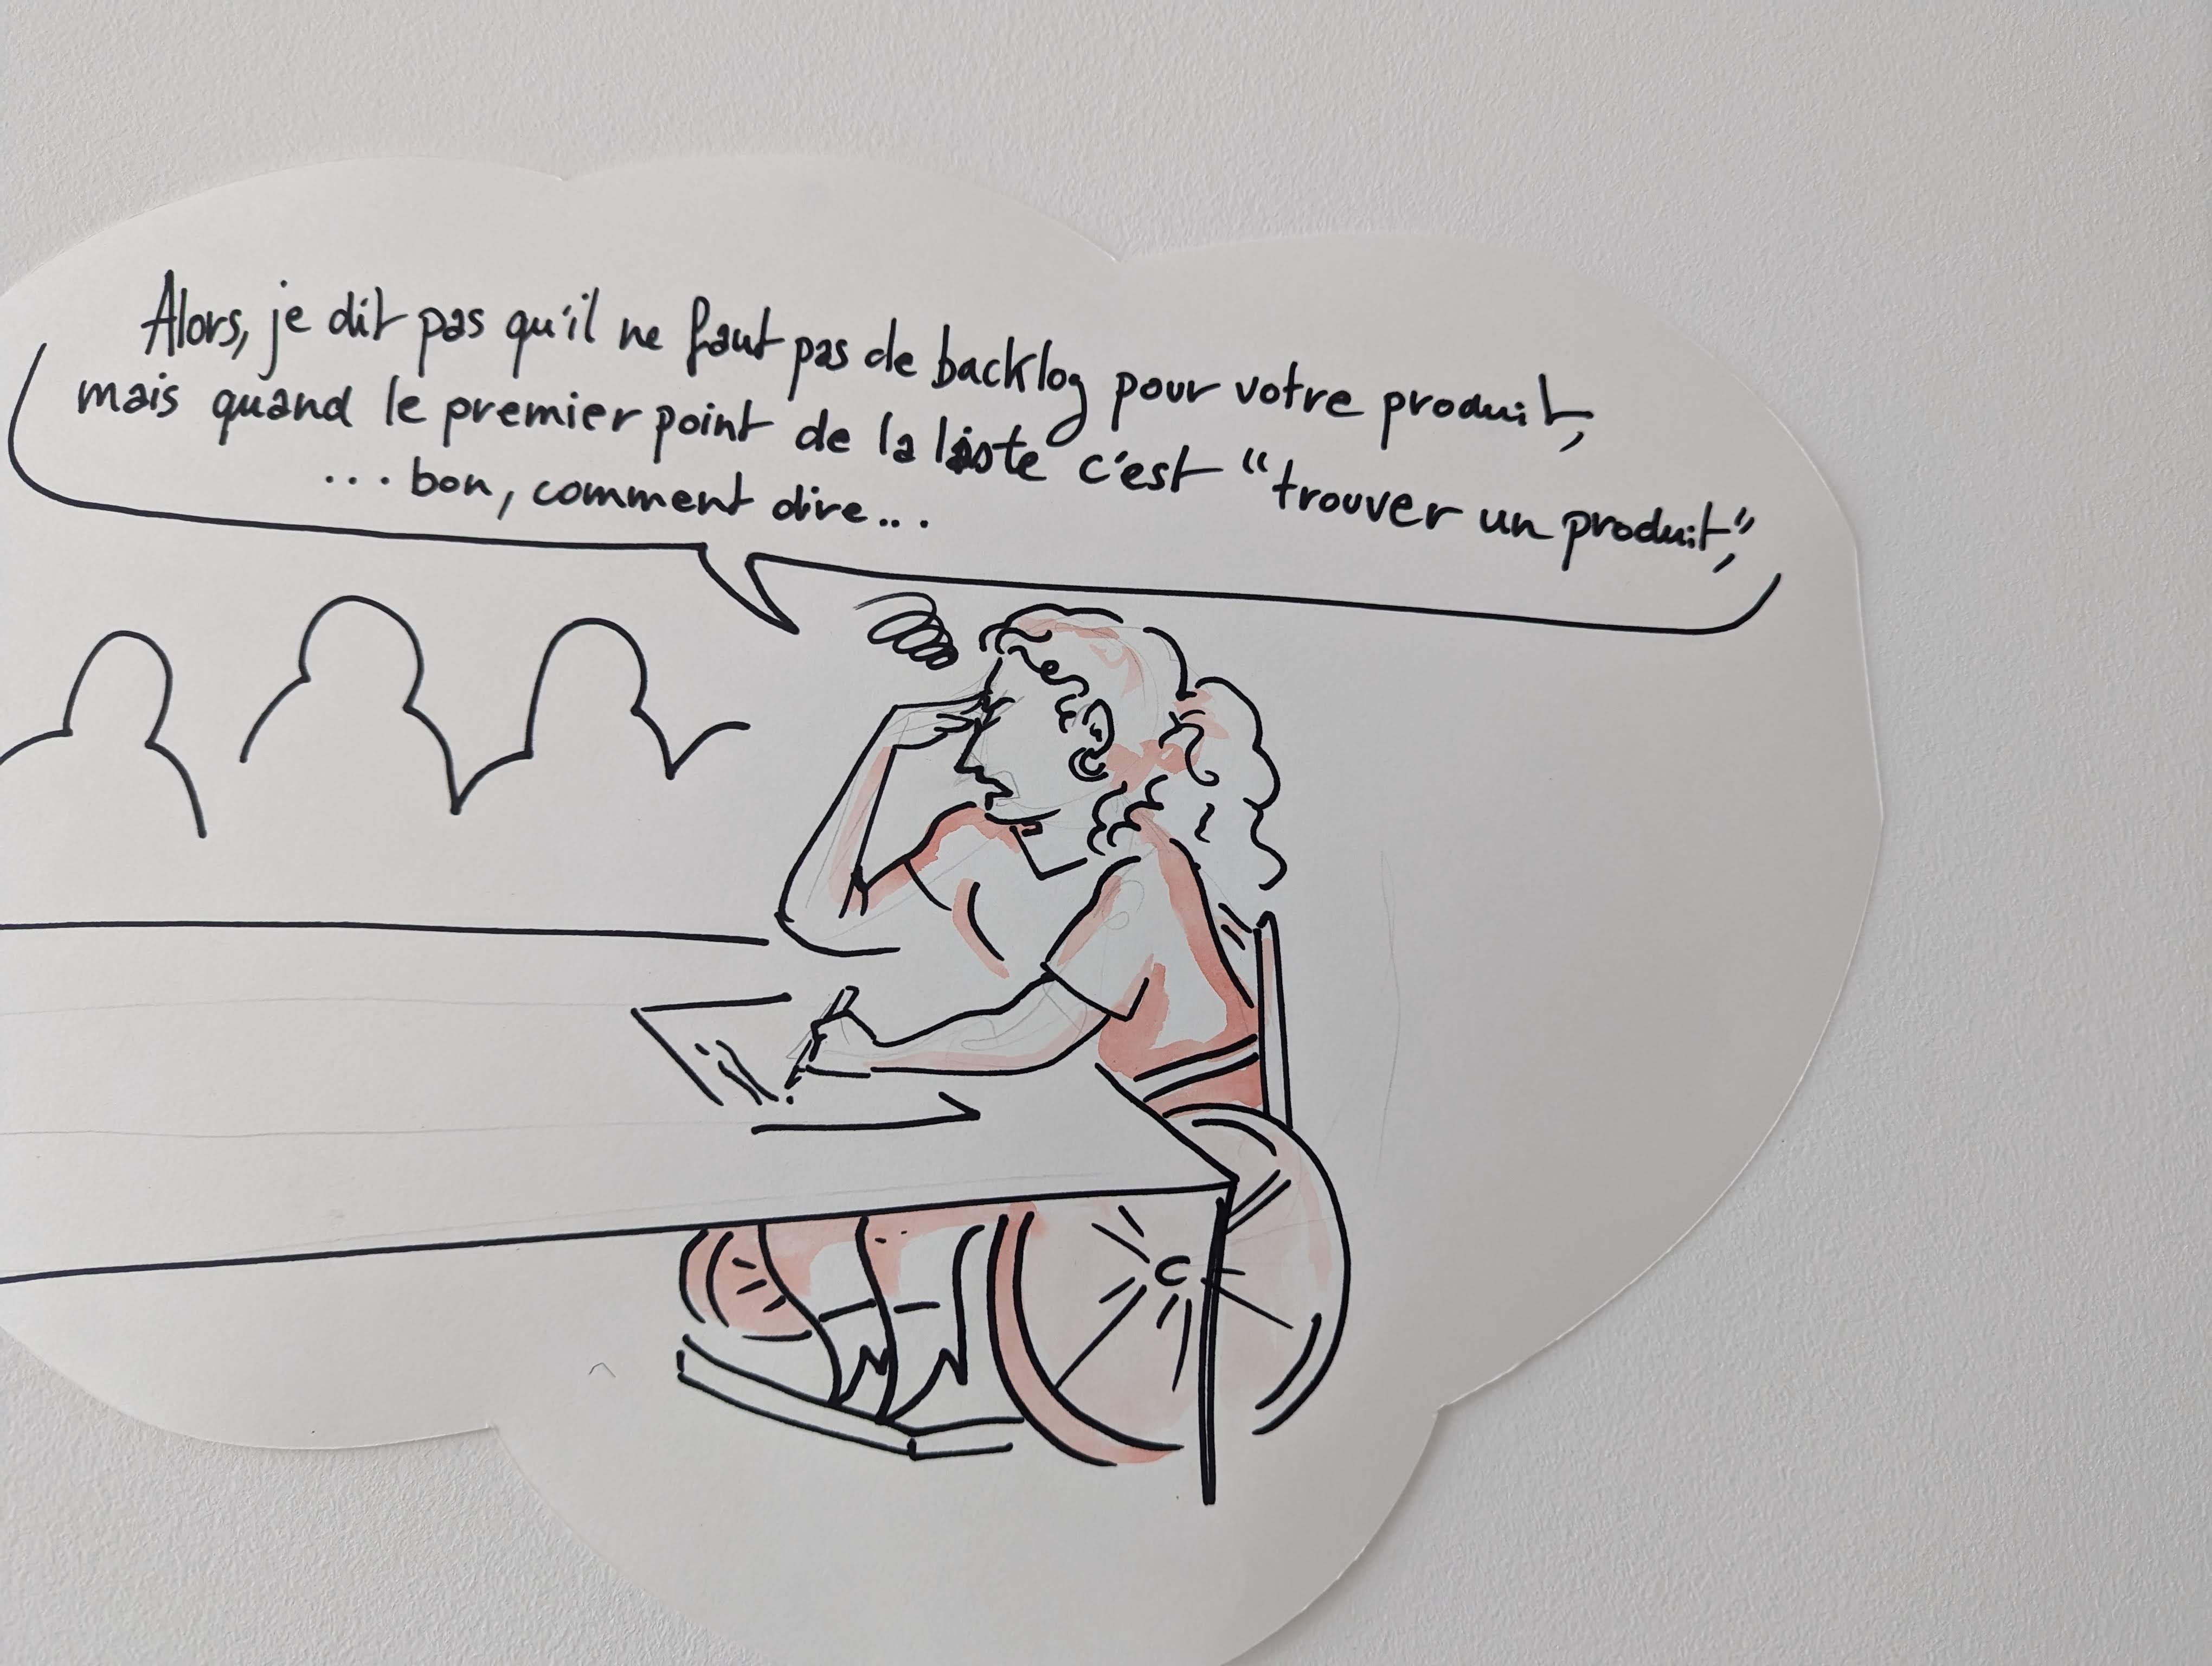 Alors, je dit pas qu'il ne faut pas de backlog pour votre produit,
mais quand le premier point de la liste c'est "trouver un produit",
... bon, comment dire...